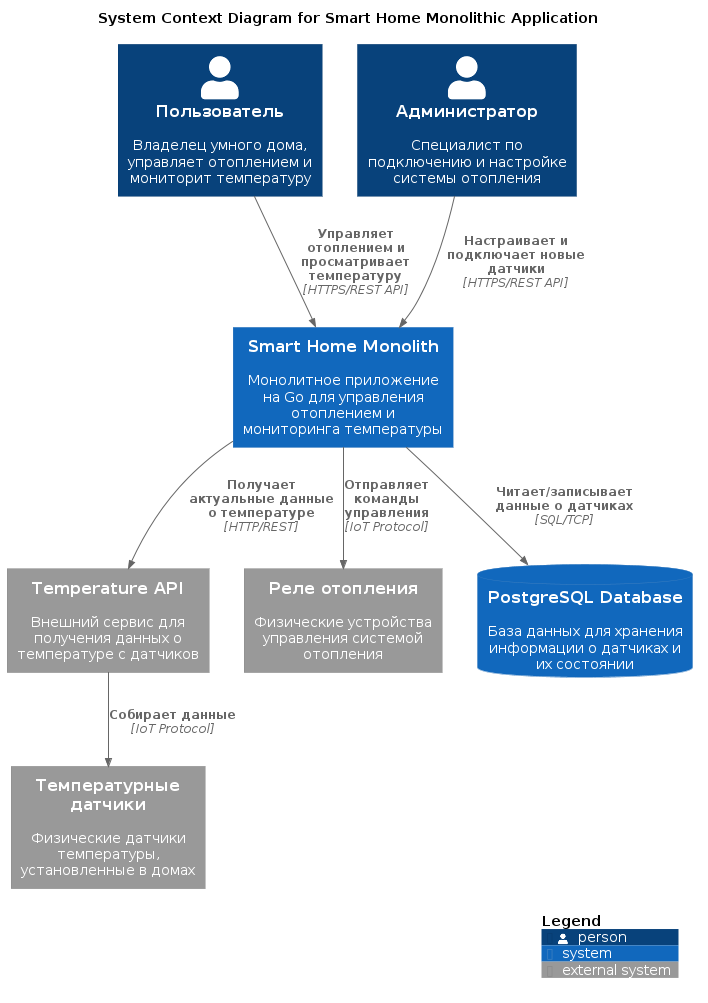 System Context Diagram for Smart Home Monolithic Application
Пользователь
Владелец умного дома,
управляет отоплением и
мониторит температуру
Администратор
Специалист по
подключению и настройке
системы отопления
Управляет
отоплением и
просматривает
температуру
[HTTPS/REST API]
Настраивает и
подключает новые
датчики
[HTTPS/REST API]
Smart Home Monolith
Монолитное приложение
на Go для управления
отоплением и
мониторинга температуры
Получает
актуальные данные
о температуре
[HTTP/REST]
Отправляет
команды
управления
[IoT Protocol]
Читает/записывает
данные о датчиках
[SQL/TCP]
Temperature API
Внешний сервис для
получения данных о
температуре с датчиков
Реле отопления
Физические устройства
управления системой
отопления
PostgreSQL Database
База данных для хранения
информации о датчиках и
их состоянии
Собирает данные
[IoT Protocol]
Температурные
датчики
Физические датчики
температуры,
установленные в домах
Legend
person
system
external system